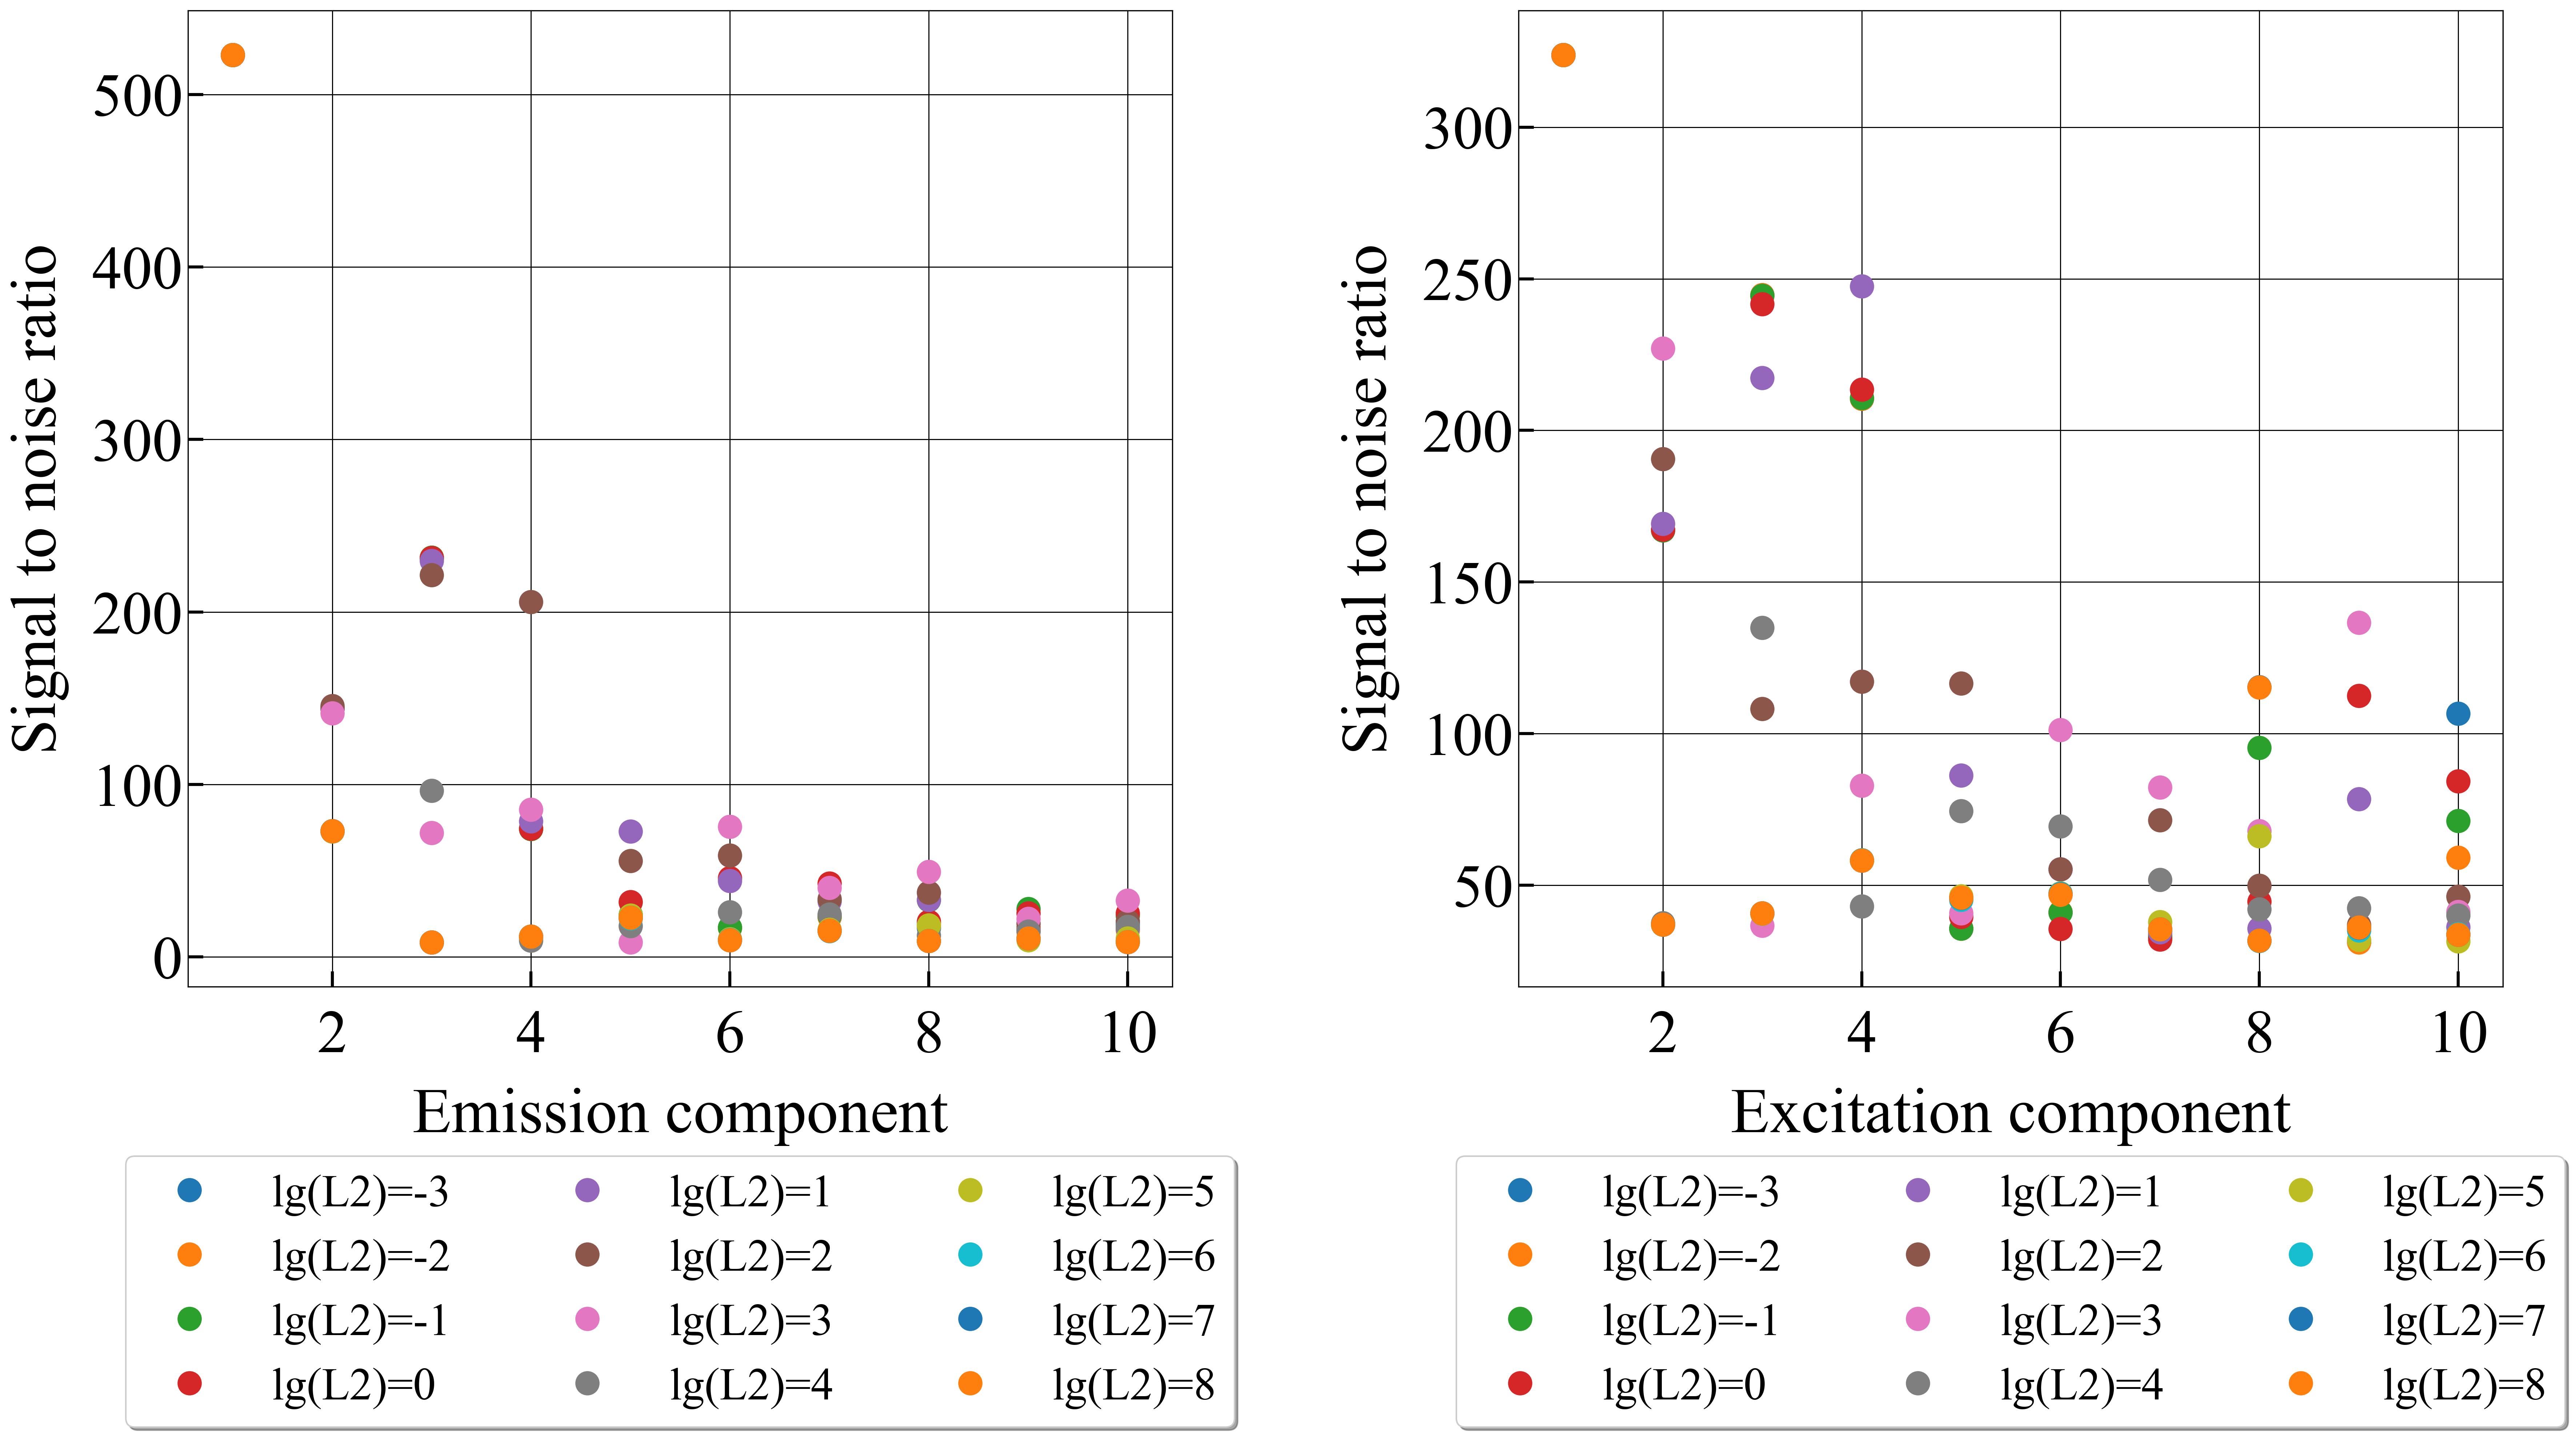 Signal to noise ratio
500
400
300
200
100
0
2 4 6 8 10
Emission component
lg(L2)=-3 lg(L2)=1 lg(L2)=5
lg(L2)=-2 lg(L2)=2 lg(L2)=6
lg(L2)=-1 lg(L2)=3 lg(L2)=7
lg(L2)=0 lg(L2)=4 lg(L2)=8
Signal to noise ratio
300
250
200
150
100
50
2 4 6 8 10
Excitation component
lg(L2)=-3 lg(L2)=1 lg(L2)=5
lg(L2)=-2 lg(L2)=2 lg(L2)=6
lg(L2)=-1 lg(L2)=3 lg(L2)=7
lg(L2)=0 lg(L2)=4 lg(L2)=8